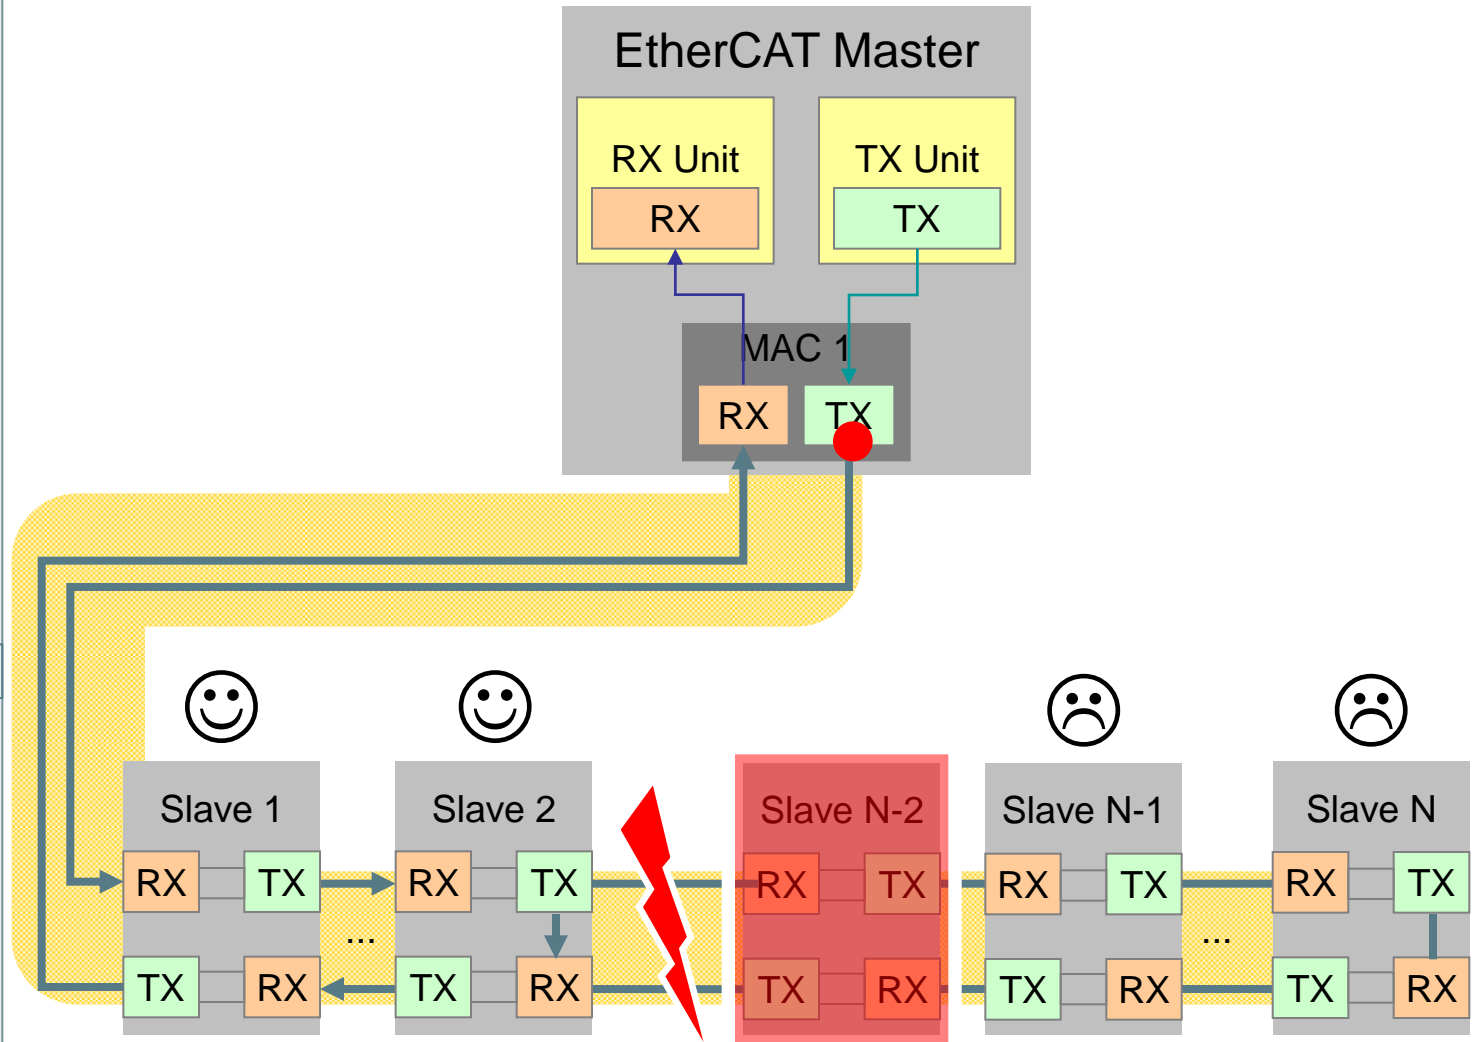 EtherCAT Master
RX Unit TX Unit
RX TX
MAC 1
RX TX
Slave 1 Slave 2 Slave N-2 Slave N-1 Slave N
RX TX RX TX RX TX RX TX RX TX
... ...
TX RX TX RX TX RX TX RX TX RX